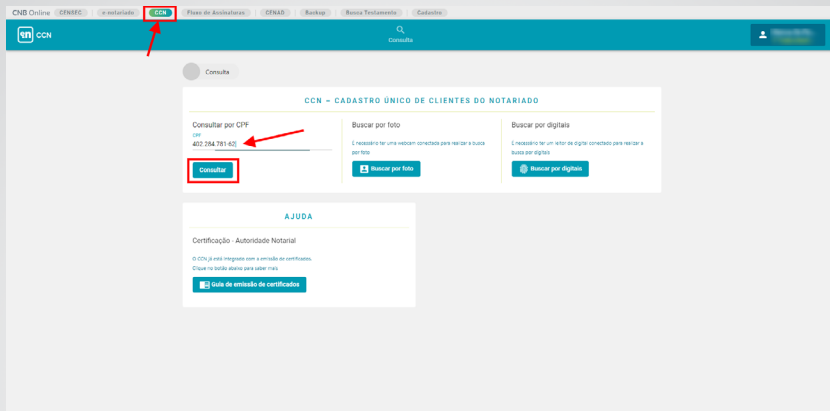 CNB Online CENSEC e-notariado CCN Fluxo de Assinaturas CENAD Backup Busca Testamento Cadastro
CCN
Consulta
Consulta
CCN – CADASTRO ÚNICO DE CLIENTES DO NOTARIADO
Consultar por CPF
CPF
402.284.781-62
Consultar
Buscar por foto
É necessário ter uma webcam conectada para realizar a busca
por foto
Buscar por foto
Buscar por digitais
É necessário ter um leitor de digital conectado para realizar a
busca por digitais
Buscar por digitais
AJUDA
Certificação - Autoridade Notarial
O CCN já está integrado com a emissão de certificados.
Clique no botão abaixo para saber mais
Guia de emissão de certificados